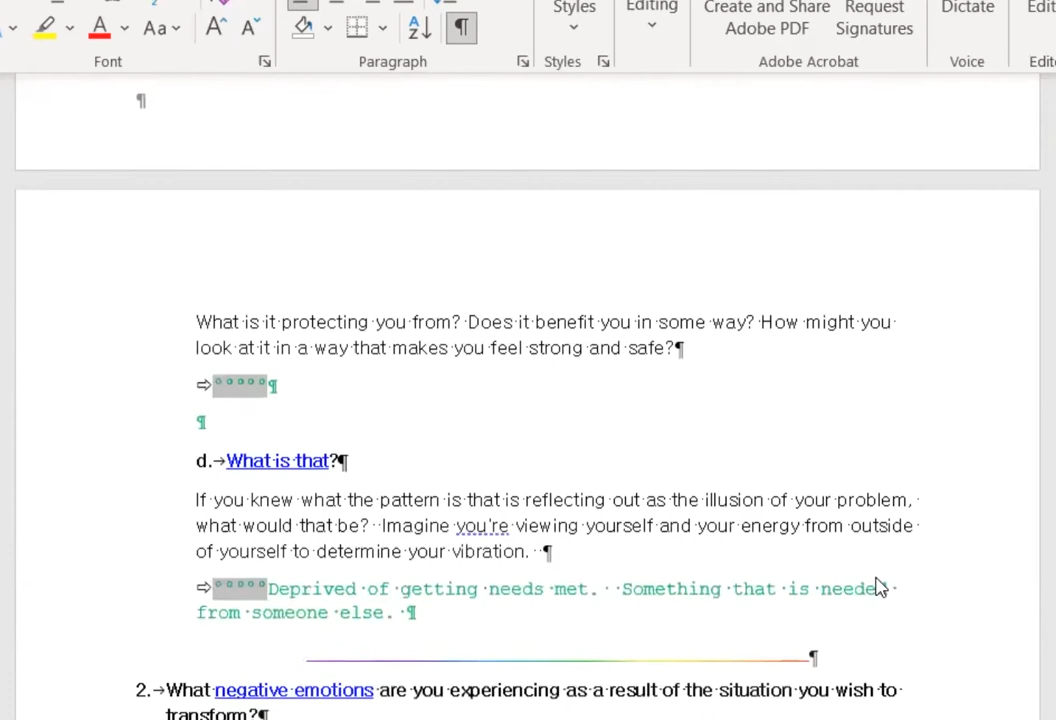 Aa
Styles
Editing
Create and Share Adobe PDF
Request Signatures
Dictate
Font
Paragraph
Styles
Adobe Acrobat
Voice
What is it protecting you from? Does it benefit you in some way? How might you
look at it in a way that makes you feel strong and safe?¶
⇨°°°°°¶
¶
d.→What is that?¶
If you knew what the pattern is that is reflecting out as the illusion of your problem,
what would that be?  Imagine you're viewing yourself and your energy from outside
of yourself to determine your vibration.  ¶
⇨°°°°°Deprived of getting needs met.  Something that is needed
from someone else. ¶
¶
2.→What negative emotions are you experiencing as a result of the situation you wish to
transform?¶